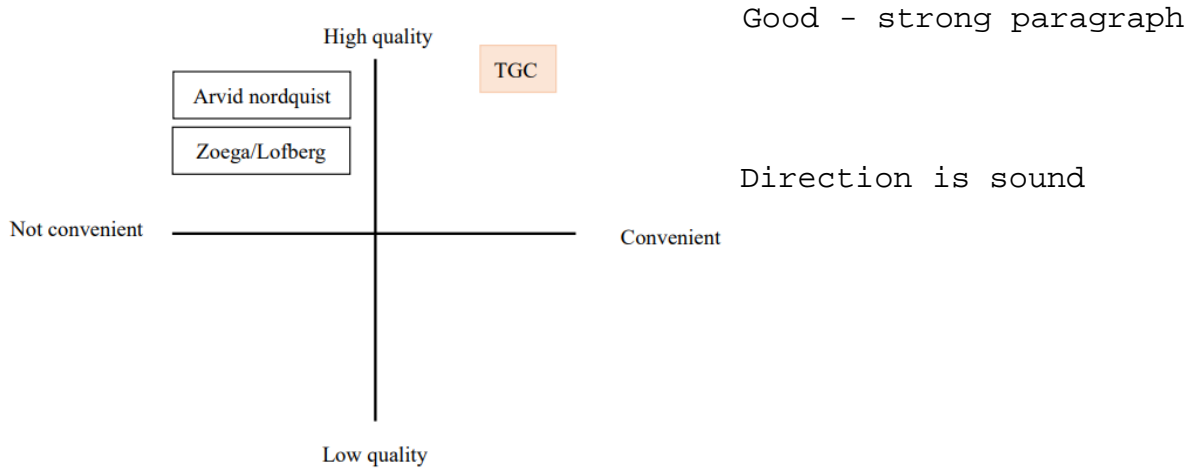 Good - strong paragraph
High quality
TGC
Arvid nordquist
Zoega/Lofberg
Direction is sound
Not convenient
Convenient
Low quality